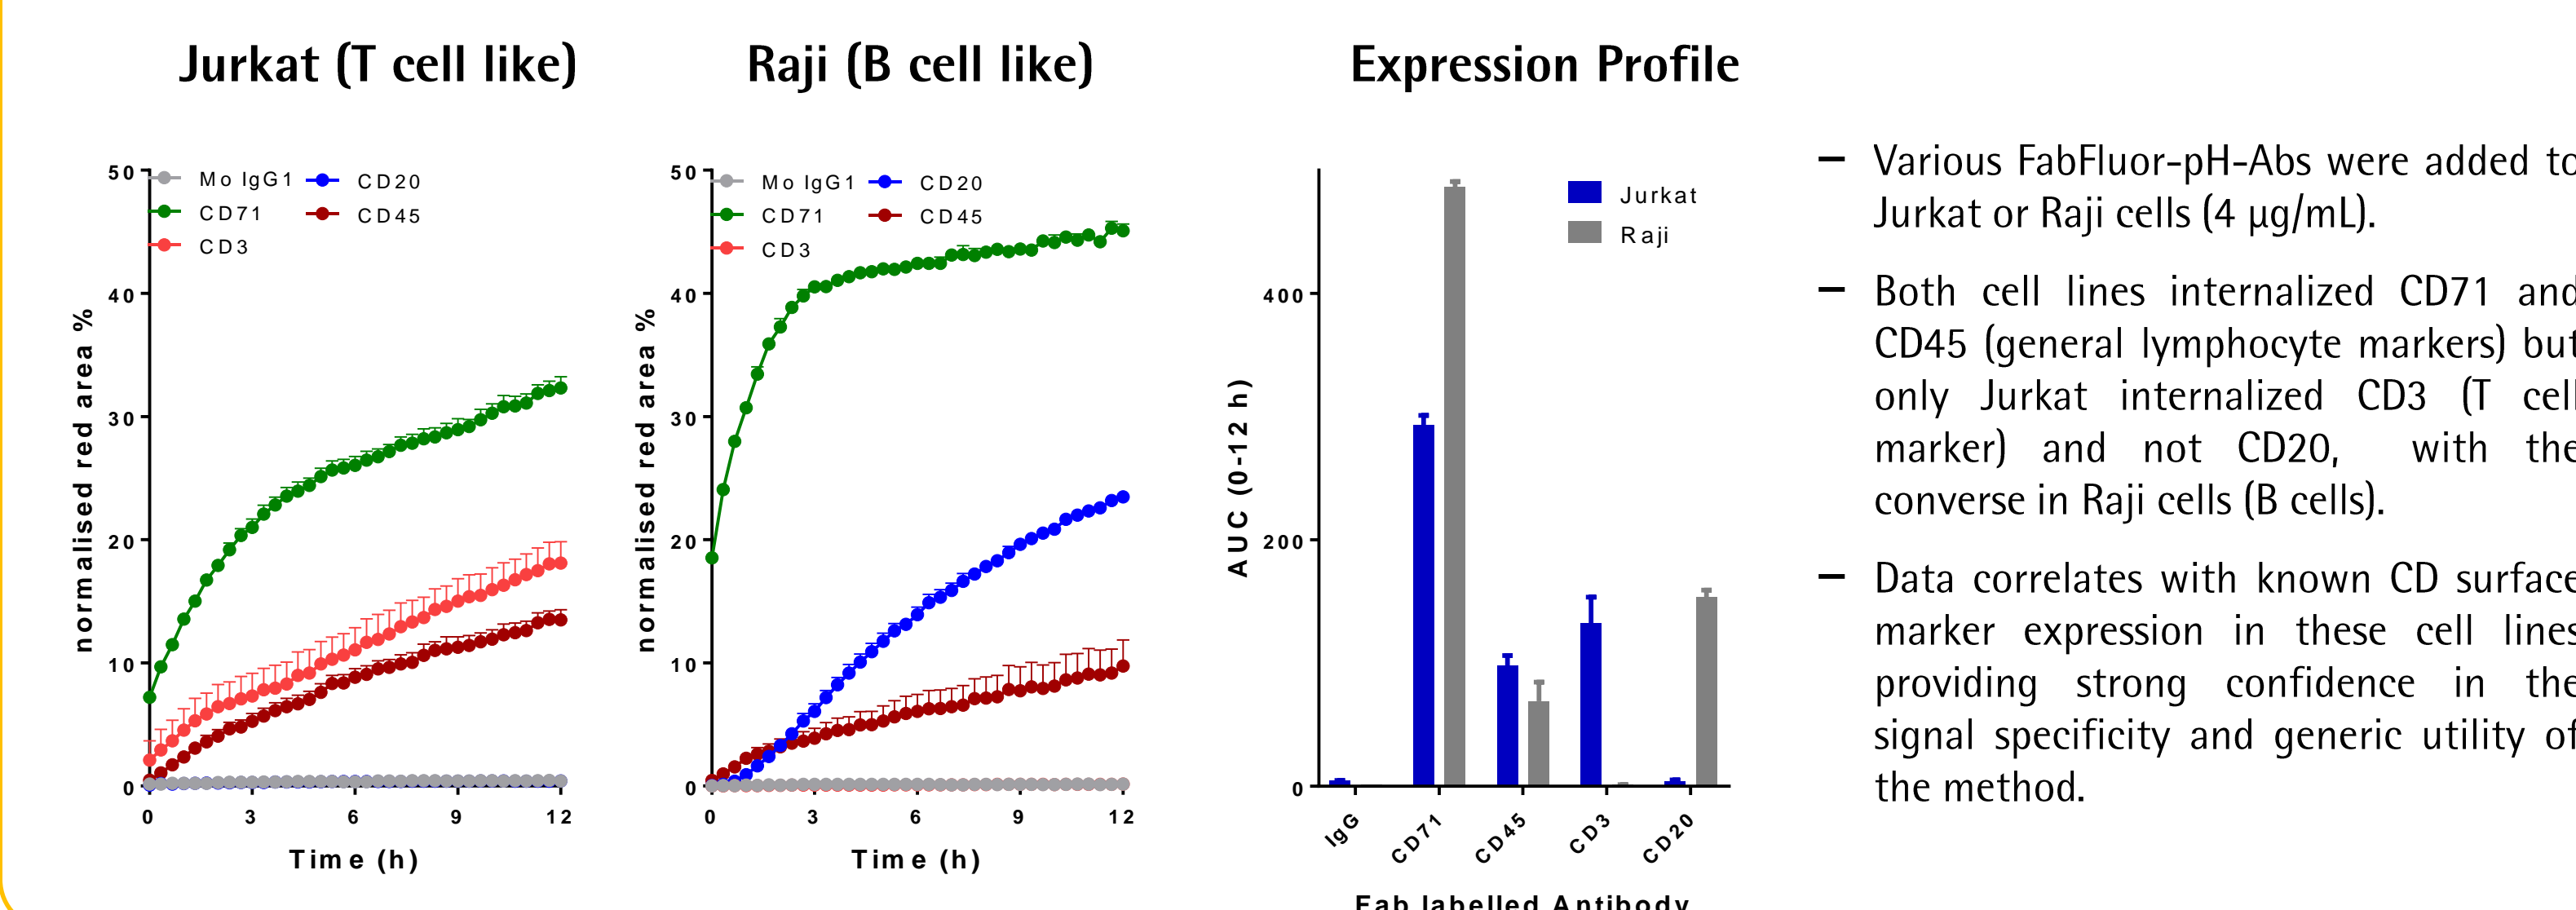 Jurkat (T cell like)
Raji (B cell like)
Expression Profile
50
40
30
20
10
0
normalised red area %
Mo IgG1
CD20
CD71
CD45
CD3
0 3 6 9 12
Time (h)
50
40
30
20
10
0
normalised red area %
Mo IgG1
CD20
CD71
CD45
CD3
0 3 6 9 12
Time (h)
400
200
0
AUC (0-12 h)
Jurkat
Raji
IgG
CD71
CD45
CD3
CD20
Fab labelled Antibody
– Various FabFluor-pH-Abs were added to
Jurkat or Raji cells (4 µg/mL).
– Both cell lines internalized CD71 and
CD45 (general lymphocyte markers) but
only Jurkat internalized CD3 (T cell
marker) and not CD20, with the
converse in Raji cells (B cells).
– Data correlates with known CD surface
marker expression in these cell lines
providing strong confidence in the
signal specificity and generic utility of
the method.